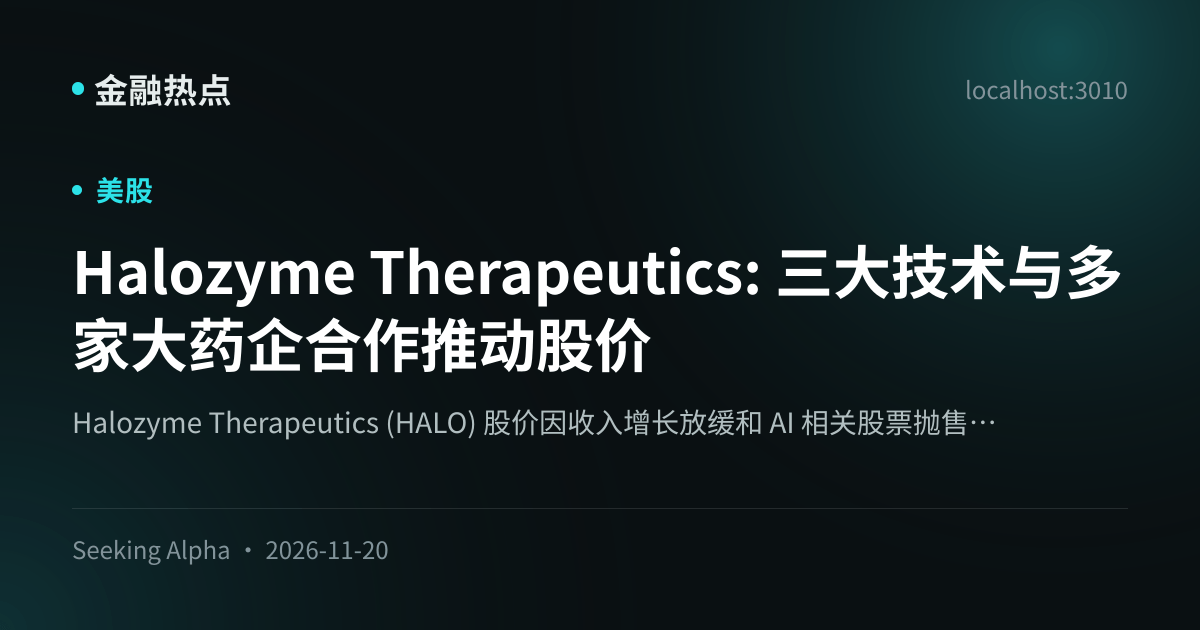 金融热点
localhost:3010
美股
Halozyme Therapeutics: 三大技术与多
家大药企合作推动股价
Halozyme Therapeutics (HALO) 股价因收入增长放缓和 AI 相关股票抛售…
Seeking Alpha • 2026-11-20